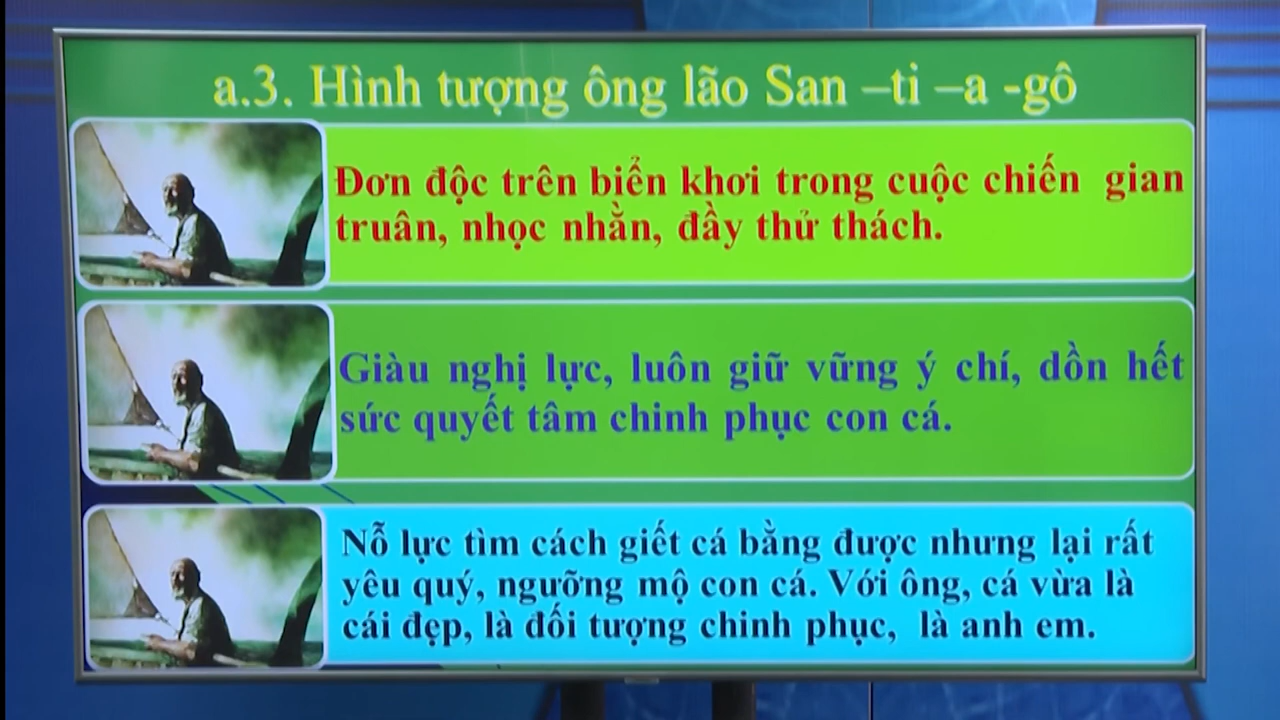 a.3. Hình tượng ông lão San –ti –a -gô
Đơn độc trên biển khơi trong cuộc chiến gian
truân, nhọc nhằn, đầy thử thách.
Giàu nghị lực, luôn giữ vững ý chí, dồn hết
sức quyết tâm chinh phục con cá.
Nỗ lực tìm cách giết cá bằng được nhưng lại rất
yêu quý, ngưỡng mộ con cá. Với ông, cá vừa là
cái đẹp, là đối tượng chinh phục, là anh em.